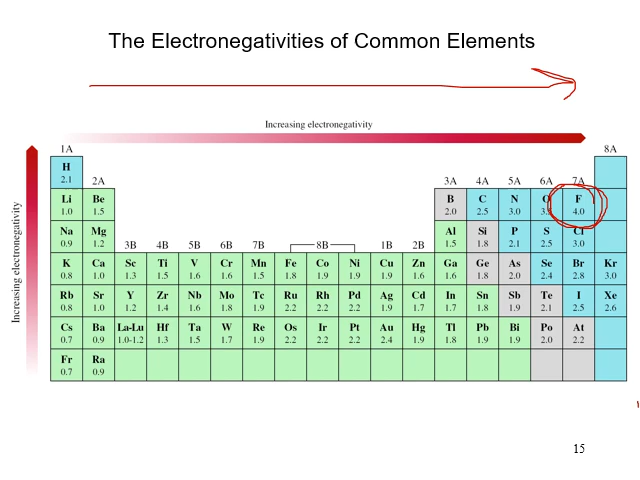 The Electronegativities of Common Elements
Increasing electronegativity
1A 8A
H
2.1 2A 3A 4A 5A 6A 7A
Li Be B C N O F
1.0 1.5 2.0 2.5 3.0 4.0
Na Mg Al Si P S Cl
0.9 1.2 3B 4B 5B 6B 7B 8B 1B 2B 1.5 1.8 2.1 2.5 3.0
K Ca Sc Ti V Cr Mn Fe Co Ni Cu Zn Ga Ge As Se Br Kr
0.8 1.0 1.3 1.5 1.6 1.6 1.5 1.8 1.9 1.9 1.9 1.6 1.6 1.8 2.0 2.4 2.8 3.0
Rb Sr Y Zr Nb Mo Tc Ru Rh Pd Ag Cd In Sn Sb Te I Xe
0.8 1.0 1.2 1.4 1.6 1.8 1.9 2.2 2.2 2.2 1.9 1.7 1.7 1.8 1.9 2.1 2.5 2.6
Cs Ba La-Lu Hf Ta W Re Os Ir Pt Au Hg Tl Pb Bi Po At
0.7 0.9 1.0-1.2 1.3 1.5 1.7 1.9 2.2 2.2 2.2 2.4 1.9 1.8 1.9 1.9 2.0 2.2
Fr Ra
0.7 0.9
Increasing electronegativity
15